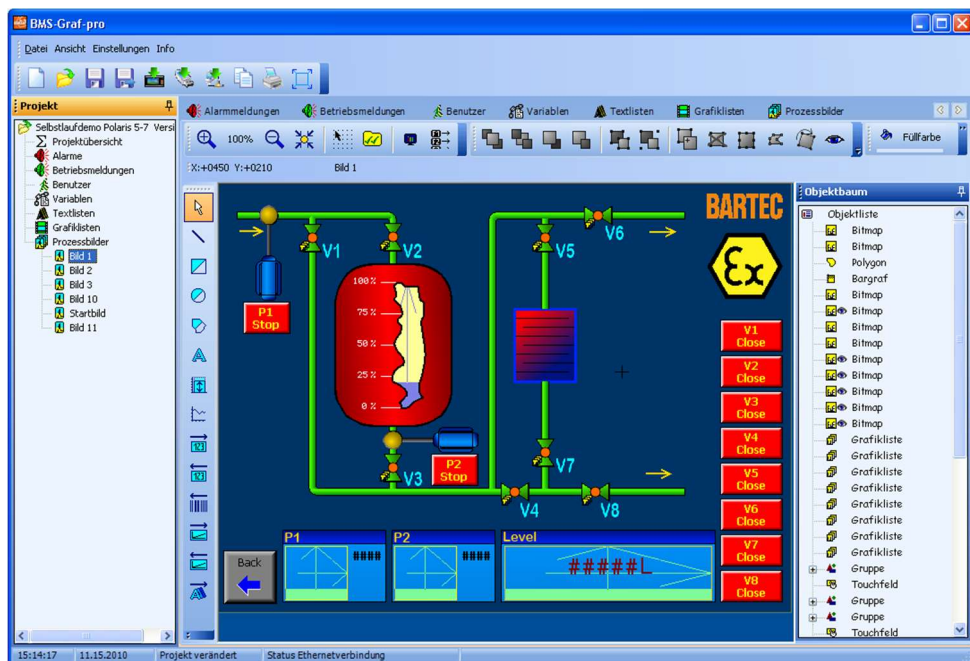 BMS-Graf-pro
Datei Ansicht Einstellungen Info
Projekt
Selbstlaufdemo Polaris 5-7 Versi
Projektübersicht
Alarme
Betriebsmeldungen
Benutzer
Variablen
Textlisten
Grafiklisten
Prozessbilder
Bild 1
Bild 2
Bild 3
Bild 10
Startbild
Bild 11
Alarmmeldungen Betriebsmeldungen Benutzer Variablen Textlisten Grafiklisten Prozessbilder
100% Füllfarbe
X:+0450 Y:+0210 Bild 1
BARTEC
Ex
V1
V2
V5
V6
P1
Stop
100%
75%
50%
25%
0%
P2
Stop
V3
V7
V4
V8
V1
Close
V2
Close
V3
Close
V4
Close
V5
Close
V6
Close
V7
Close
V8
Close
Back
P1
####
P2
####
Level
#####L
Objektbaum
Objektliste
Bitmap
Bitmap
Polygon
Bargraf
Bitmap
Bitmap
Bitmap
Bitmap
Bitmap
Bitmap
Bitmap
Bitmap
Bitmap
Grafikliste
Grafikliste
Grafikliste
Grafikliste
Grafikliste
Grafikliste
Grafikliste
Grafikliste
Gruppe
Touchfeld
Gruppe
Gruppe
Touchfeld
15:14:17 11.15.2010 Projekt verändert Status Ethernetverbindung